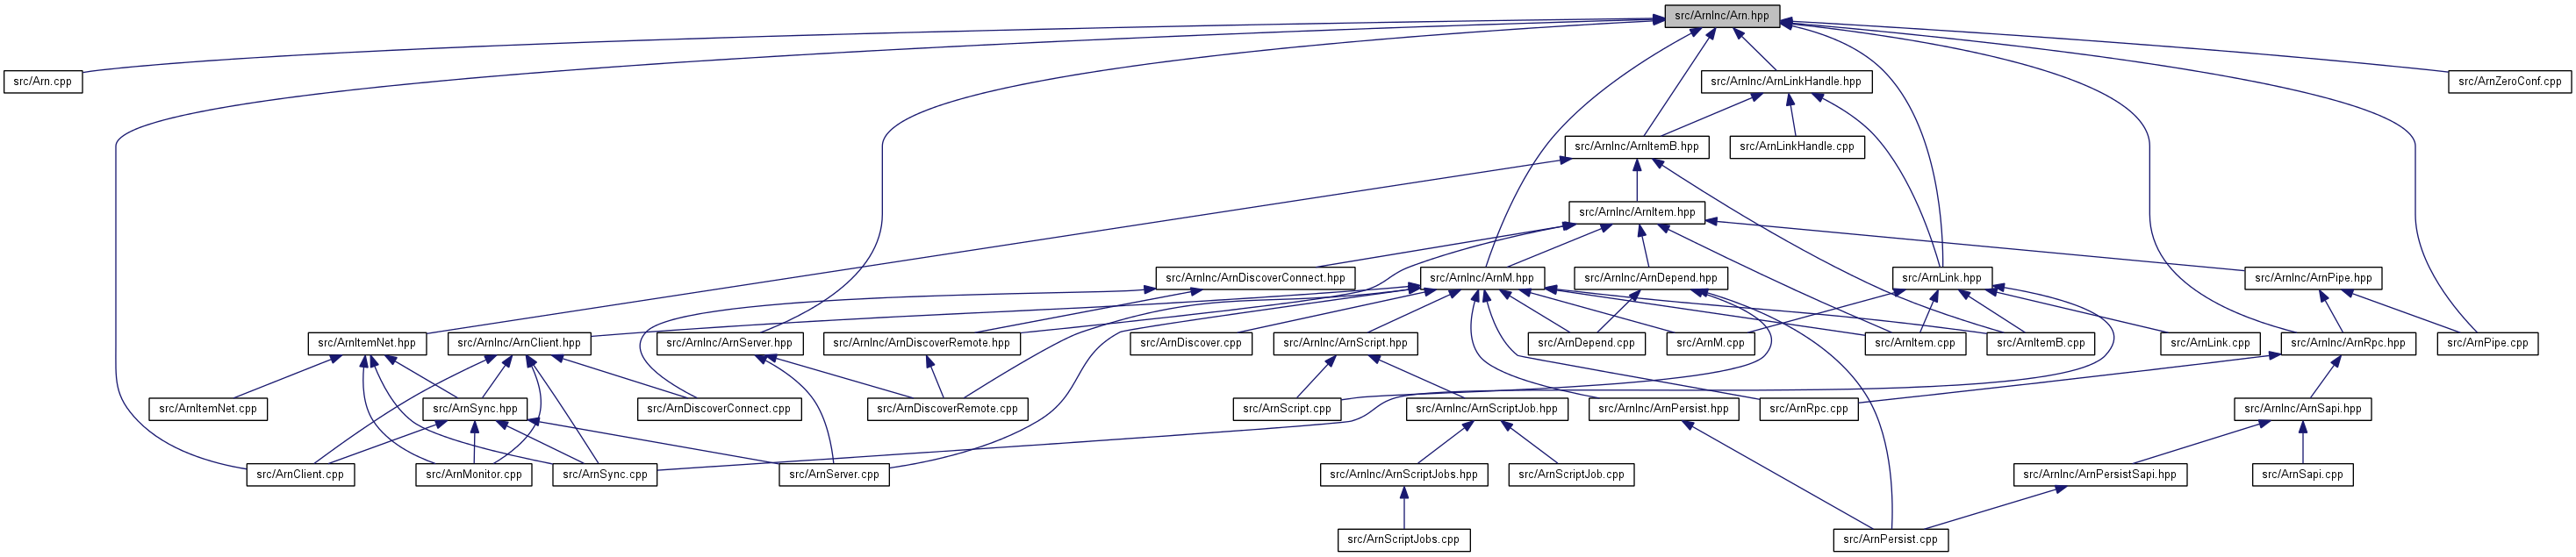 src/ArnInc/Arn.hpp
src/Arn.cpp
src/ArnInc/ArnLinkHandle.hpp
src/ArnZeroConf.cpp
src/ArnInc/ArnItemB.hpp
src/ArnLinkHandle.cpp
src/ArnInc/ArnItem.hpp
src/ArnInc/ArnDiscoverConnect.hpp
src/ArnInc/ArnM.hpp
src/ArnInc/ArnDepend.hpp
src/ArnLink.hpp
src/ArnInc/ArnPipe.hpp
src/ArnItemNet.hpp
src/ArnInc/ArnClient.hpp
src/ArnInc/ArnServer.hpp
src/ArnInc/ArnDiscoverRemote.hpp
src/ArnDiscover.cpp
src/ArnInc/ArnScript.hpp
src/ArnDepend.cpp
src/ArnM.cpp
src/ArnItem.cpp
src/ArnItemB.cpp
src/ArnLink.cpp
src/ArnInc/ArnRpc.hpp
src/ArnPipe.cpp
src/ArnItemNet.cpp
src/ArnSync.hpp
src/ArnDiscoverConnect.cpp
src/ArnDiscoverRemote.cpp
src/ArnScript.cpp
src/ArnInc/ArnScriptJob.hpp
src/ArnInc/ArnPersist.hpp
src/ArnRpc.cpp
src/ArnInc/ArnSapi.hpp
src/ArnClient.cpp
src/ArnMonitor.cpp
src/ArnSync.cpp
src/ArnServer.cpp
src/ArnInc/ArnScriptJobs.hpp
src/ArnScriptJob.cpp
src/ArnInc/ArnPersistSapi.hpp
src/ArnSapi.cpp
src/ArnScriptJobs.cpp
src/ArnPersist.cpp